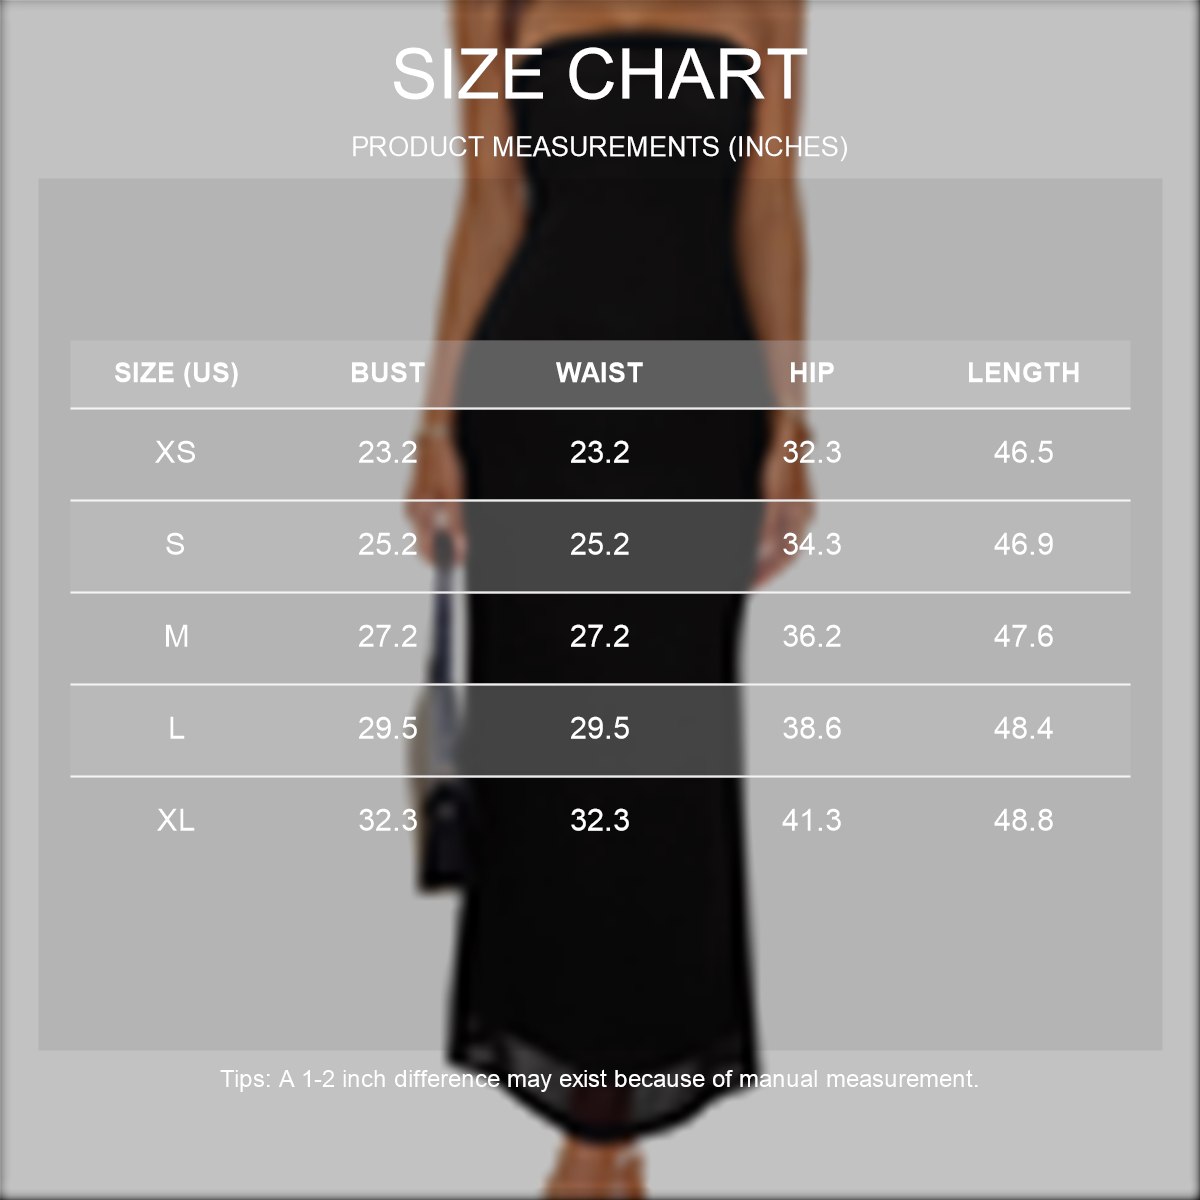 SIZE CHART
PRODUCT MEASUREMENTS (INCHES)
SIZE (US) BUST WAIST HIP LENGTH
XS 23.2 23.2 32.3 46.5
S 25.2 25.2 34.3 46.9
M 27.2 27.2 36.2 47.6
L 29.5 29.5 38.6 48.4
XL 32.3 32.3 41.3 48.8
Tips: A 1-2 inch difference may exist because of manual measurement.